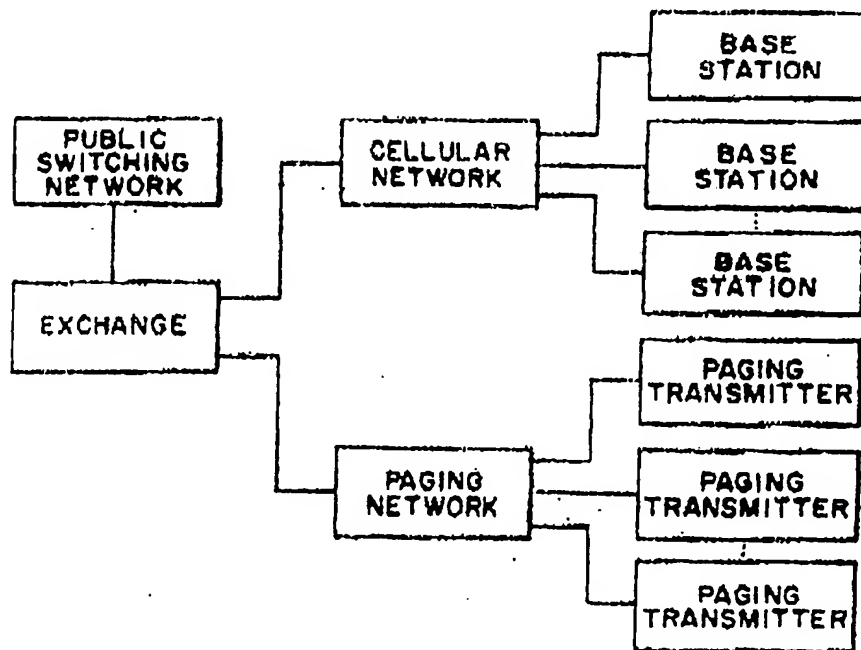 BASE
STATION
PUBLIC
SWITCHING
NETWORK
CELLULAR
NETWORK
BASE
STATION
BASE
STATION
EXCHANGE
PAGING
TRANSMITTER
PAGING
NETWORK
PAGING
TRANSMITTER
PAGING
TRANSMITTER